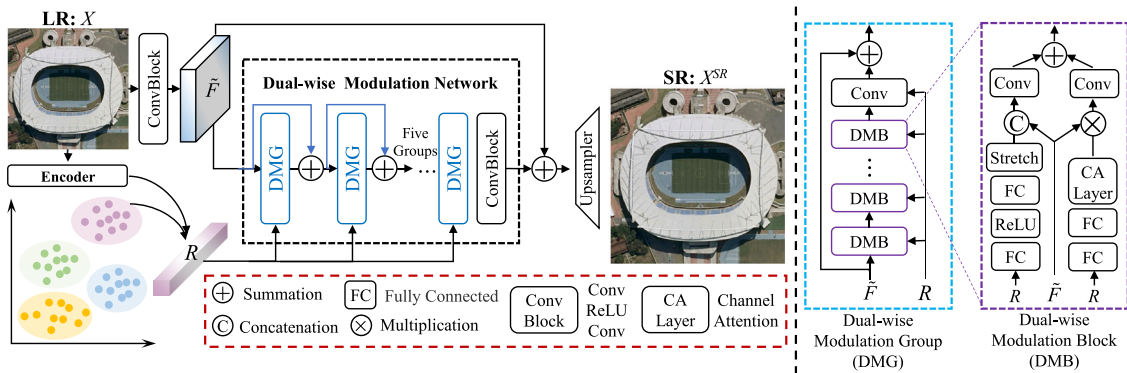 LR: X
ConvBlock
F̃
Encoder
R
Dual-wise Modulation Network
DMG
DMG
Five
Groups
...
DMG
ConvBlock
Upsampler
SR: X^SR
+ Summation
FC Fully Connected
C Concatenation
× Multiplication
Conv
Block
Conv
ReLU
Conv
CA
Layer
Channel
Attention
Conv
DMB
DMB
DMB
F̃
R
Dual-wise
Modulation Group
(DMG)
Conv
Conv
C
Stretch
FC
ReLU
FC
CA
Layer
FC
FC
R
F̃
R
Dual-wise
Modulation Block
(DMB)